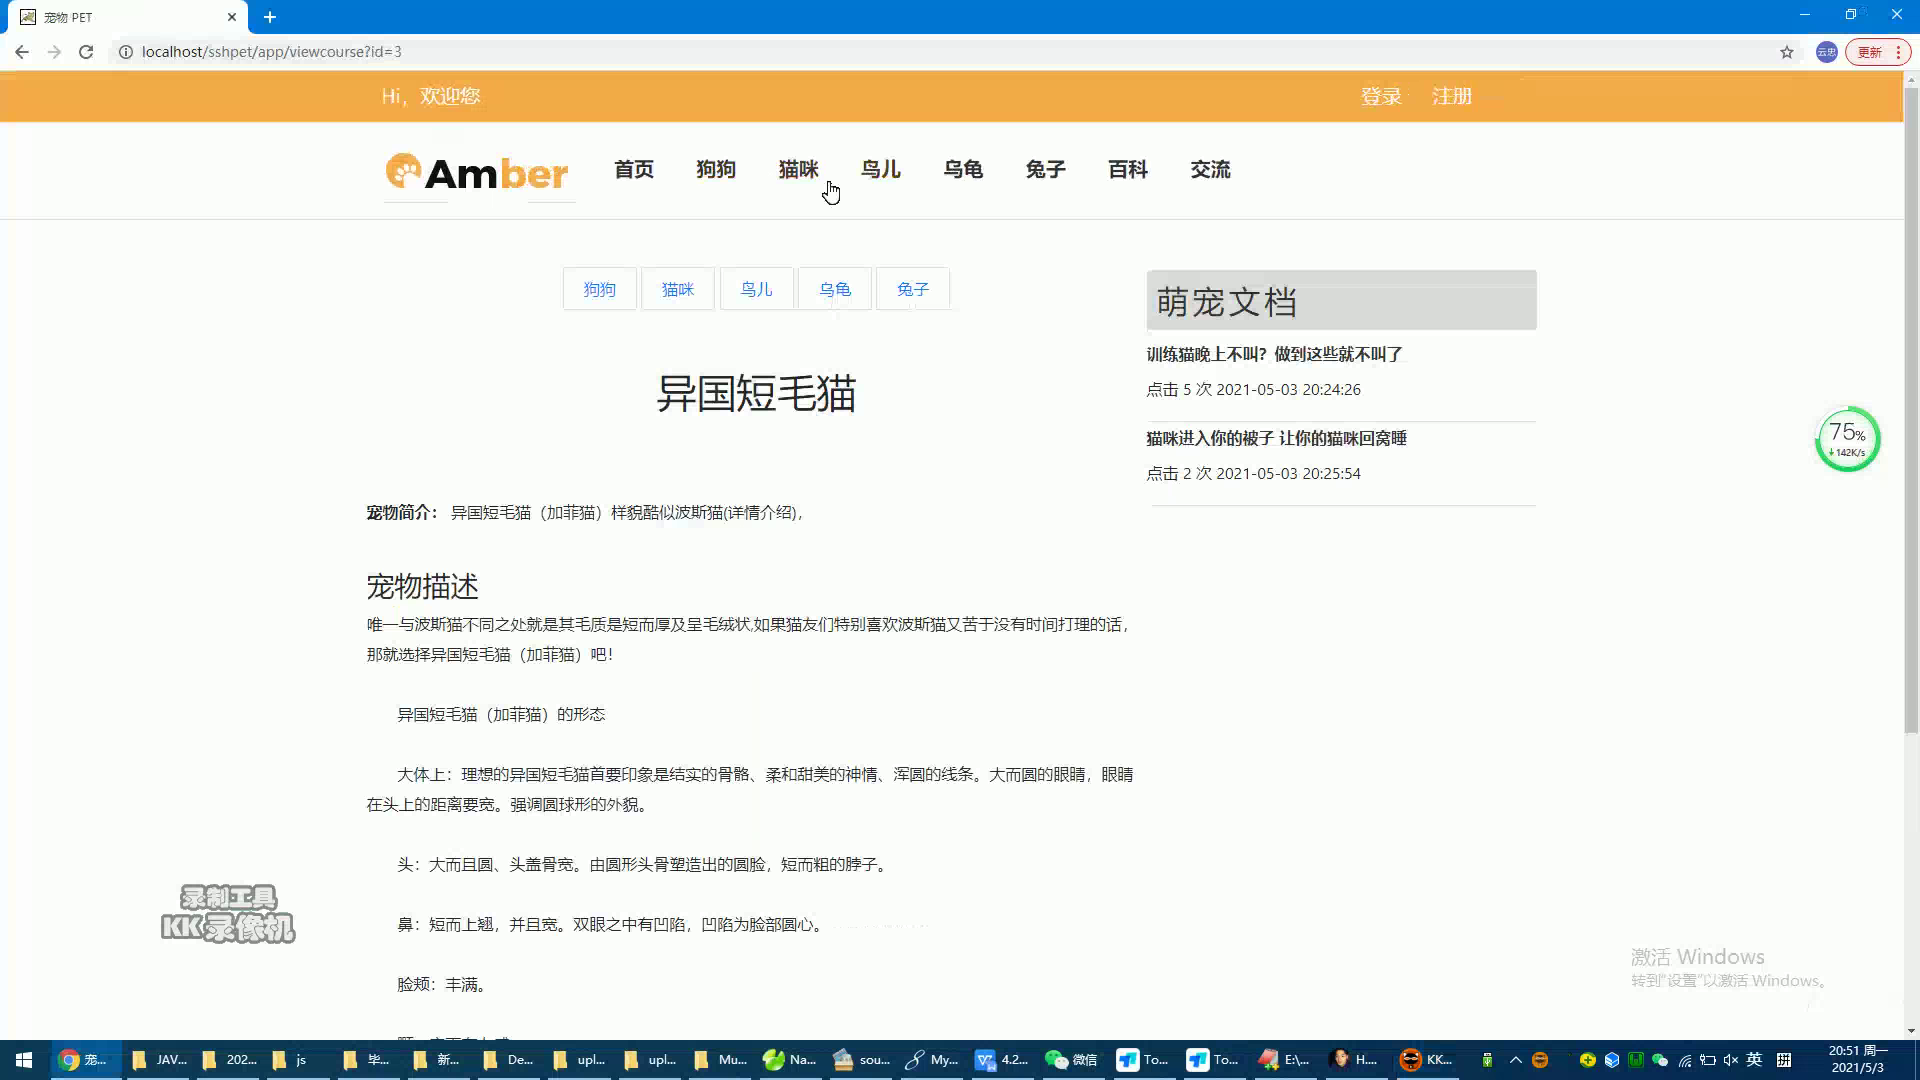 宠物 PET
localhost/sshpet/app/viewcourse?id=3
云忠
更新
Hi，欢迎您
登录
注册
Amber
首页
狗狗
猫咪
鸟儿
乌龟
兔子
百科
交流
狗狗
猫咪
鸟儿
乌龟
兔子
异国短毛猫
宠物简介： 异国短毛猫（加菲猫）样貌酷似波斯猫(详情介绍)，
宠物描述
唯一与波斯猫不同之处就是其毛质是短而厚及呈毛绒状,如果猫友们特别喜欢波斯猫又苦于没有时间打理的话，
那就选择异国短毛猫（加菲猫）吧！
异国短毛猫（加菲猫）的形态
大体上：理想的异国短毛猫首要印象是结实的骨骼、柔和甜美的神情、浑圆的线条。大而圆的眼睛，眼睛
在头上的距离要宽。强调圆球形的外貌。
头：大而且圆、头盖骨宽。由圆形头骨塑造出的圆脸，短而粗的脖子。
鼻：短而上翘，并且宽。双眼之中有凹陷，凹陷为脸部圆心。
脸颊：丰满。
萌宠文档
训练猫晚上不叫？做到这些就不叫了
点击 5 次 2021-05-03 20:24:26
猫咪进入你的被子 让你的猫咪回窝睡
点击 2 次 2021-05-03 20:25:54
75%
142K/s
录制工具
KK录像机
激活 Windows
转到“设置”以激活 Windows。
宠...
JAV...
202...
js
毕...
新...
De...
upl...
upl...
Mu...
Na...
sou...
My...
4.2...
微信
To...
To...
E:\...
H...
KK...
英
拼
20:51 周一
2021/5/3